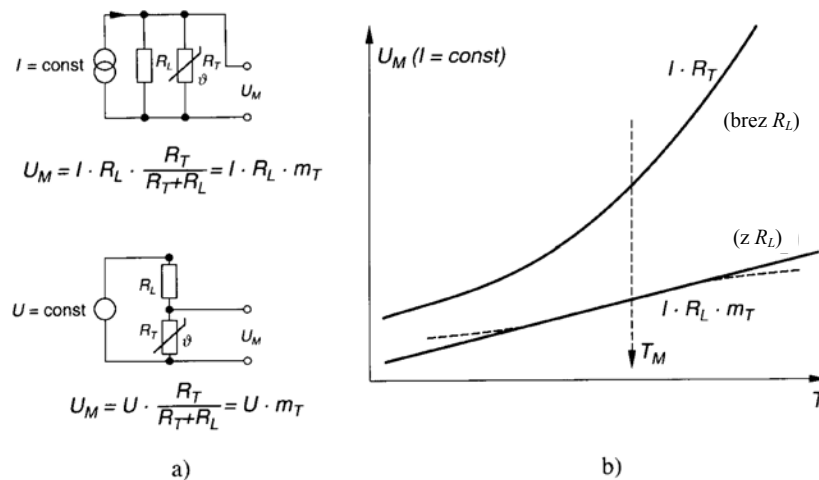 I = const
R_L
R_T
ϑ
U_M
U_M = I · R_L · R_T / (R_T+R_L) = I · R_L · m_T
U = const
R_L
R_T
ϑ
U_M
U_M = U · R_T / (R_T+R_L) = U · m_T
a)
U_M (I = const)
I · R_T
(brez R_L)
(z R_L)
I · R_L · m_T
T_M
T
b)